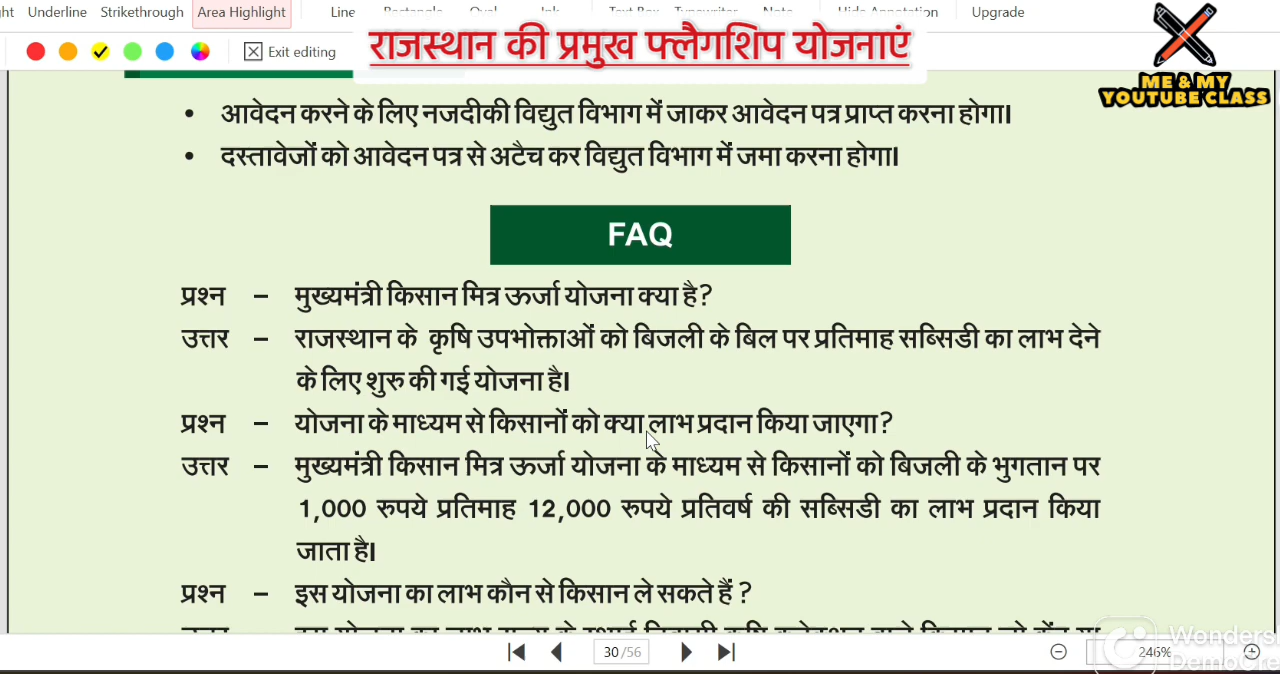 Underline Strikethrough Area Highlight Line Hide Annotation Upgrade
Exit editing
राजस्थान की प्रमुख फ्लैगशिप योजनाएं
ME & MY
YOUTUBE CLASS
• आवेदन करने के लिए नजदीकी विद्युत विभाग में जाकर आवेदन पत्र प्राप्त करना होगा।
• दस्तावेजों को आवेदन पत्र से अटैच कर विद्युत विभाग में जमा करना होगा।
FAQ
प्रश्न – मुख्यमंत्री किसान मित्र ऊर्जा योजना क्या है?
उत्तर – राजस्थान के कृषि उपभोक्ताओं को बिजली के बिल पर प्रतिमाह सब्सिडी का लाभ देने
के लिए शुरु की गई योजना है।
प्रश्न – योजना के माध्यम से किसानों को क्या लाभ प्रदान किया जाएगा?
उत्तर – मुख्यमंत्री किसान मित्र ऊर्जा योजना के माध्यम से किसानों को बिजली के भुगतान पर
1,000 रुपये प्रतिमाह 12,000 रुपये प्रतिवर्ष की सब्सिडी का लाभ प्रदान किया
जाता है।
प्रश्न – इस योजना का लाभ कौन से किसान ले सकते हैं ?
30 /56 246%